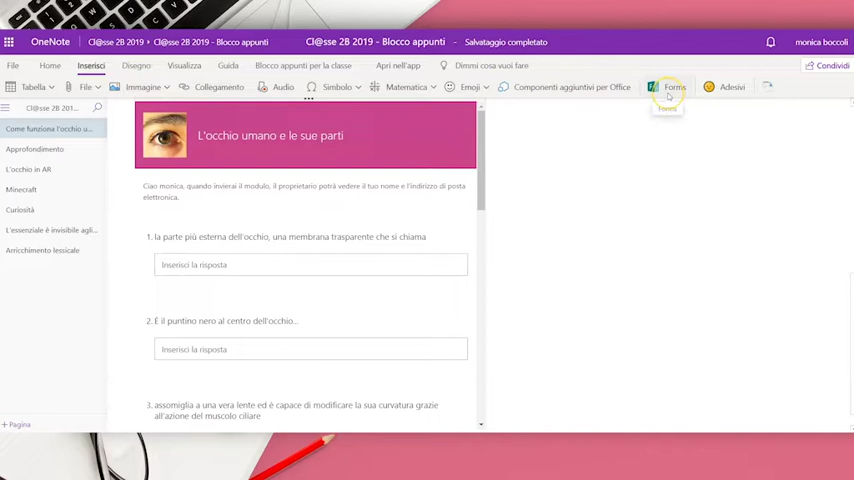 OneNote Cl@sse 2B 2019 › Cl@sse 2B 2019 - Blocco appunti Cl@sse 2B 2019 - Blocco appunti - Salvataggio completato monica boccoli
File Home Inserisci Disegno Visualizza Guida Blocco appunti per la classe Apri nell'app Dimmi cosa vuoi fare Condividi
Tabella File Immagine Collegamento Audio Simbolo Matematica Emoji Componenti aggiuntivi per Office Forms Adesivi
Forms
Cl@sse 2B 201...
Come funziona l'occhio u...
Approfondimento
L'occhio in AR
Minecraft
Curiosità
L'essenziale è invisibile agli...
Arricchimento lessicale
+ Pagina
L'occhio umano e le sue parti
Ciao monica, quando invierai il modulo, il proprietario potrà vedere il tuo nome e l'indirizzo di posta
elettronica.
1. la parte più esterna dell'occhio, una membrana trasparente che si chiama
Inserisci la risposta
2. È il puntino nero al centro dell'occhio...
Inserisci la risposta
3. assomiglia a una vera lente ed è capace di modificare la sua curvatura grazie
all'azione del muscolo ciliare